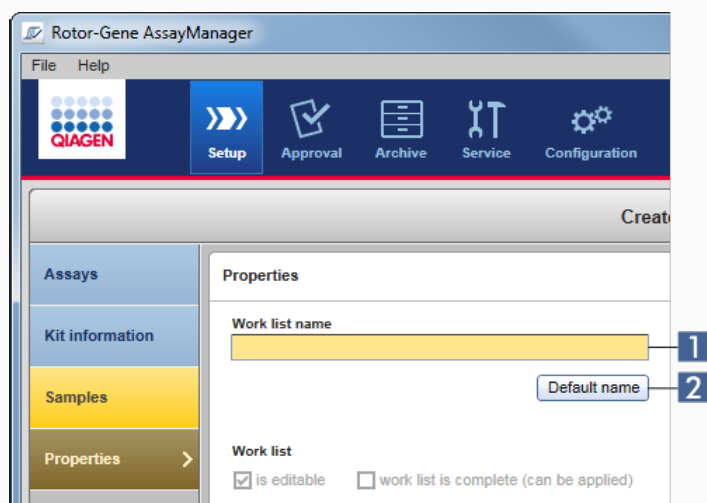 Rotor-Gene AssayManager
File Help
QIAGEN
Setup Approval Archive Service Configuration
Creat
Assays
Kit information
Samples
Properties
Properties
Work list name
1
Default name
2
Work list
is editable work list is complete (can be applied)